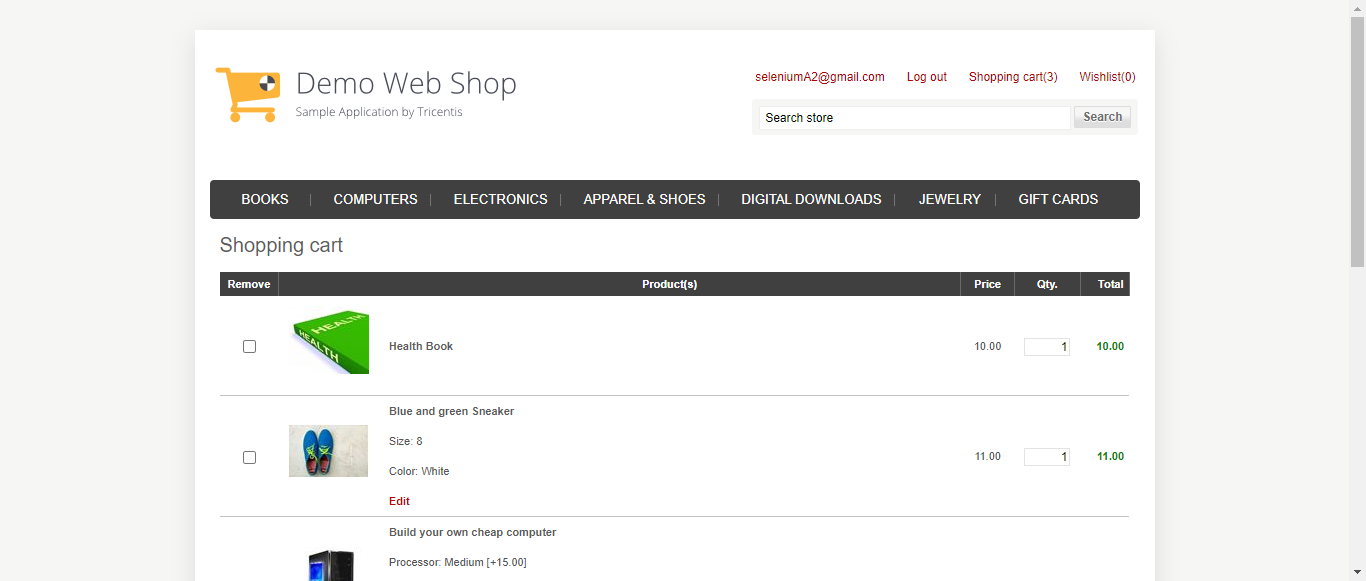 Demo Web Shop
Sample Application by Tricentis
seleniumA2@gmail.com Log out Shopping cart(3) Wishlist(0)
Search store Search
BOOKS COMPUTERS ELECTRONICS APPAREL & SHOES DIGITAL DOWNLOADS JEWELRY GIFT CARDS
Shopping cart
Remove Product(s) Price Qty. Total
HEALTH
HEALTH
Health Book 10.00 1 10.00
Blue and green Sneaker
Size: 8
Color: White
11.00 1 11.00
Edit
Build your own cheap computer
Processor: Medium [+15.00]